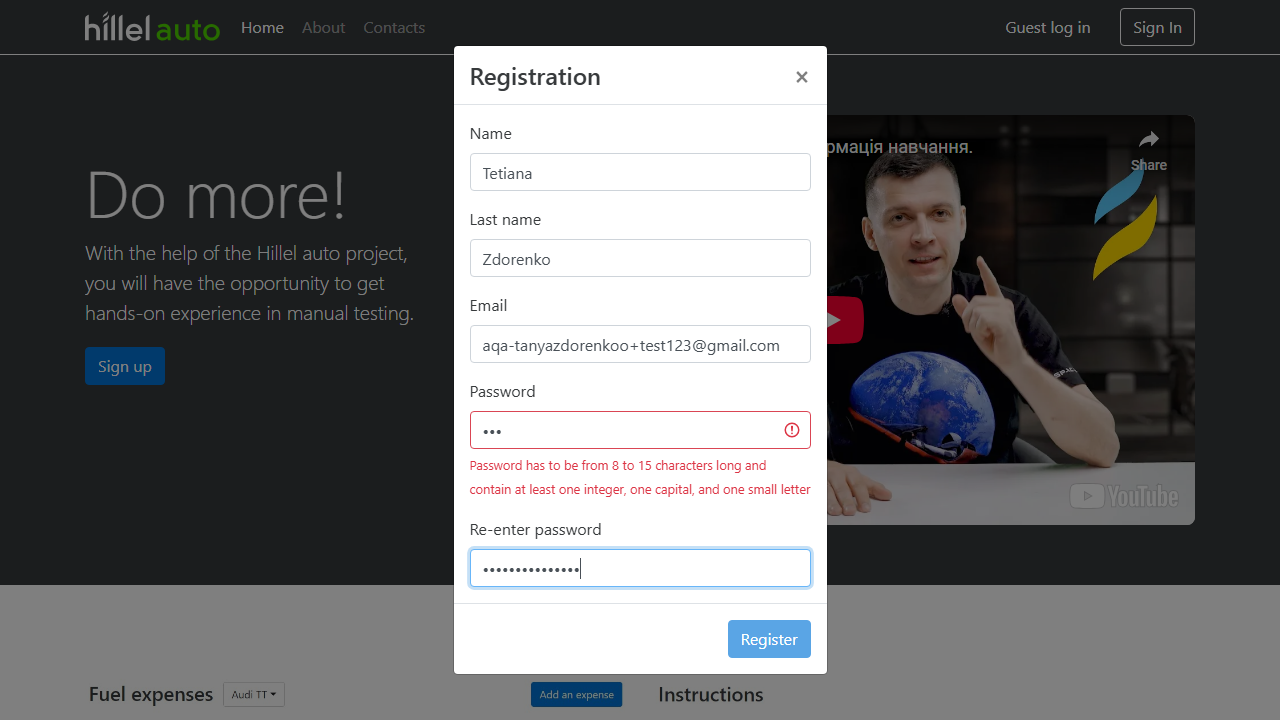 hillel auto Home About Contacts Guest log in Sign In
Registration ×
Name
Tetiana
Last name
Zdorenko
Email
aqa-tanyazdorenkoo+test123@gmail.com
Password
•••
Password has to be from 8 to 15 characters long and
contain at least one integer, one capital, and one small letter
Re-enter password
•••••••••••••••
Register
Do more!
With the help of the Hillel auto project,
you will have the opportunity to get
hands-on experience in manual testing.
Sign up
рмація навчання.
Share
YouTube
Fuel expenses Audi TT Add an expense Instructions